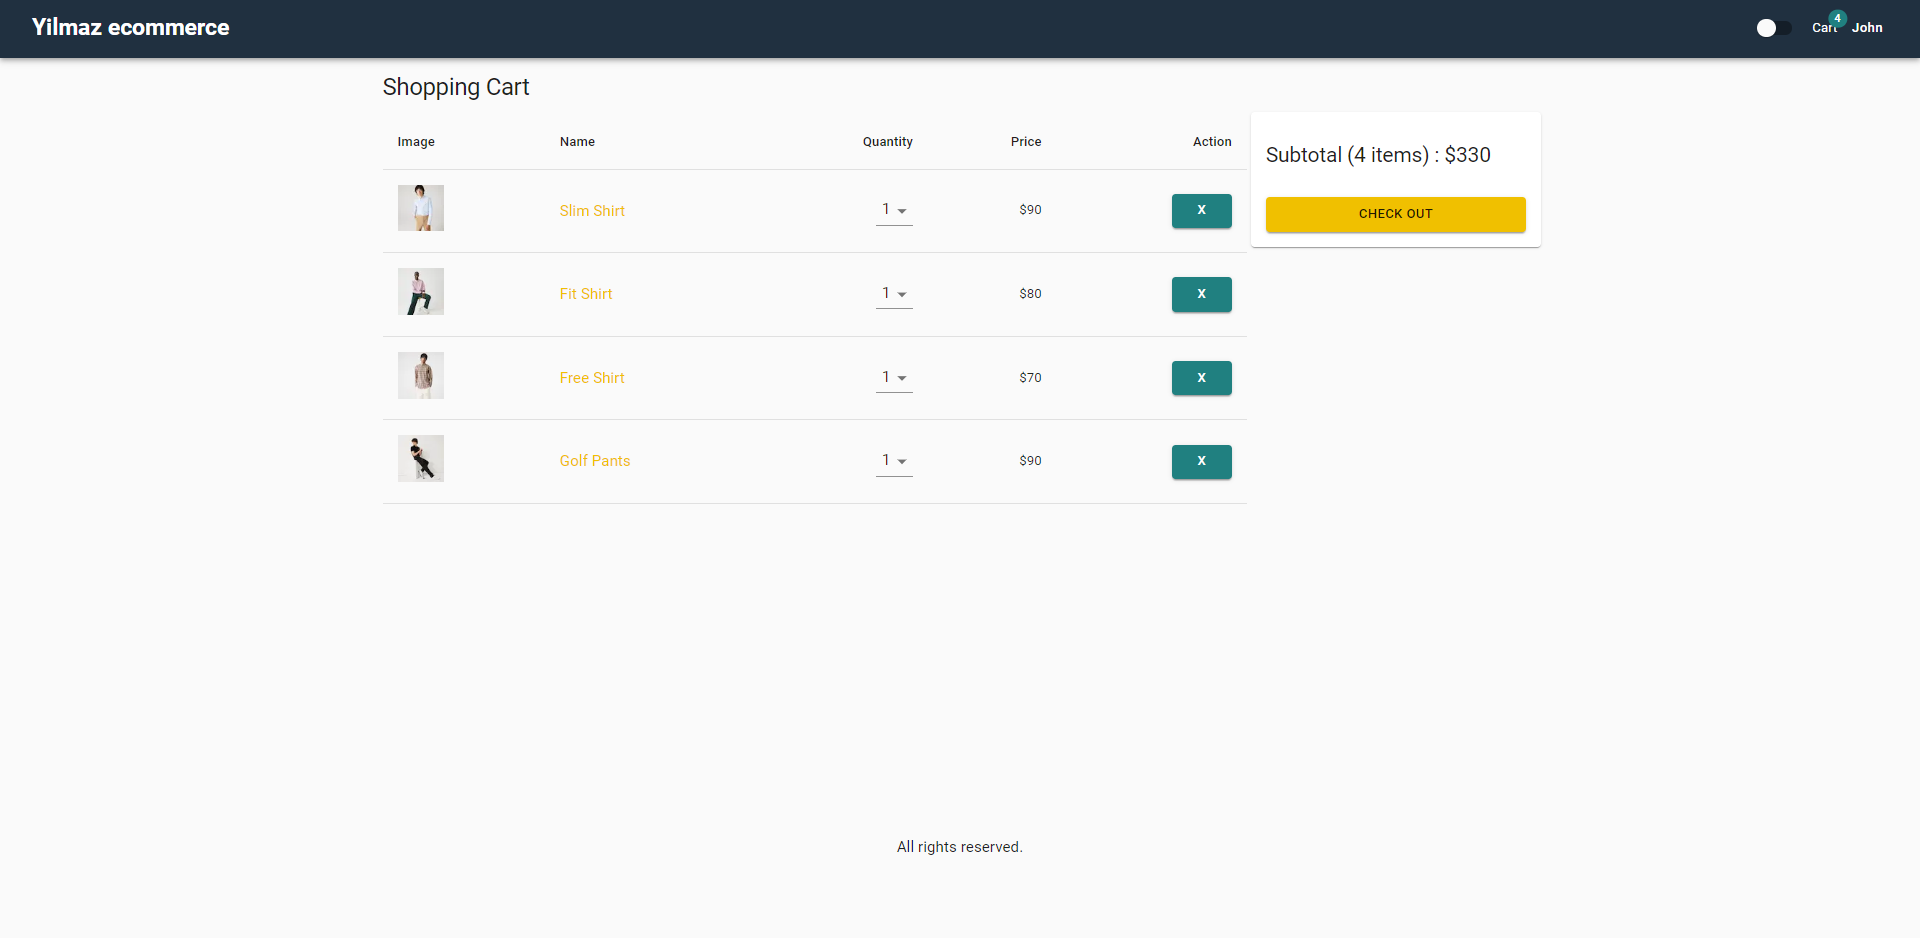 Yilmaz ecommerce
Cart 4 John
Shopping Cart
Image Name Quantity Price Action
Slim Shirt 1 $90 X
Fit Shirt 1 $80 X
Free Shirt 1 $70 X
Golf Pants 1 $90 X
Subtotal (4 items) : $330
CHECK OUT
All rights reserved.